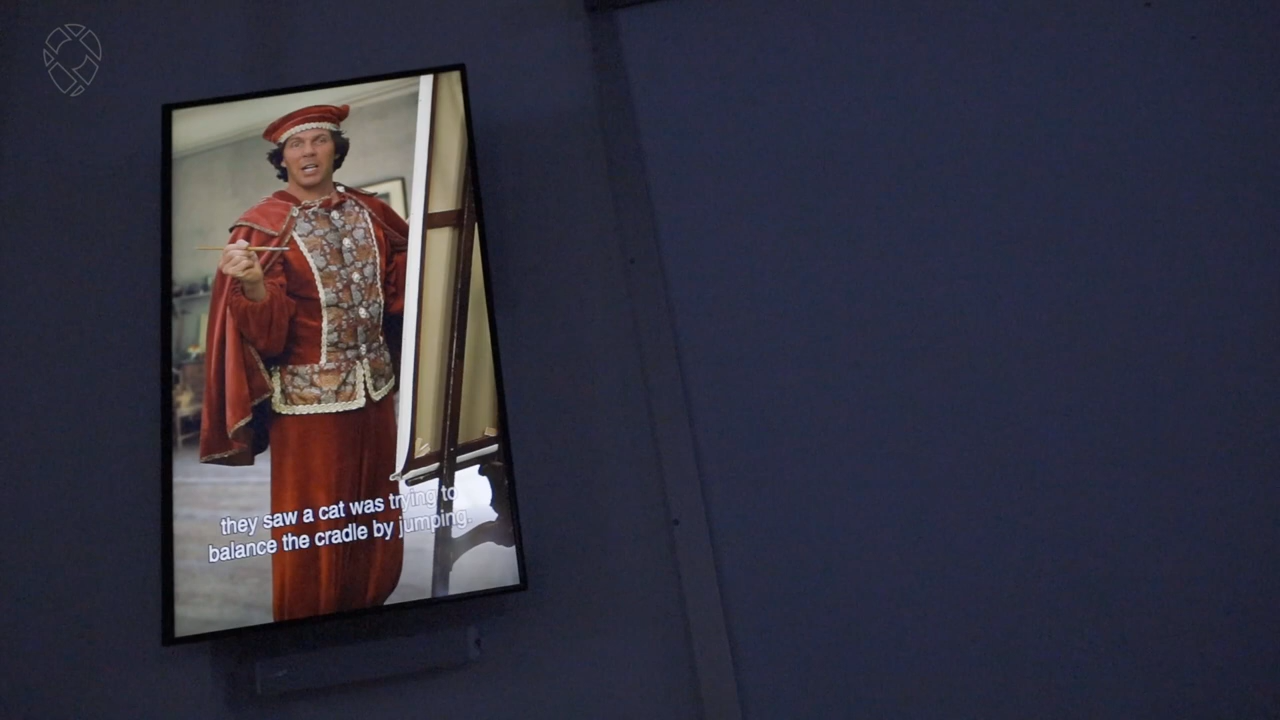 they saw a cat was trying to
balance the cradle by jumping.